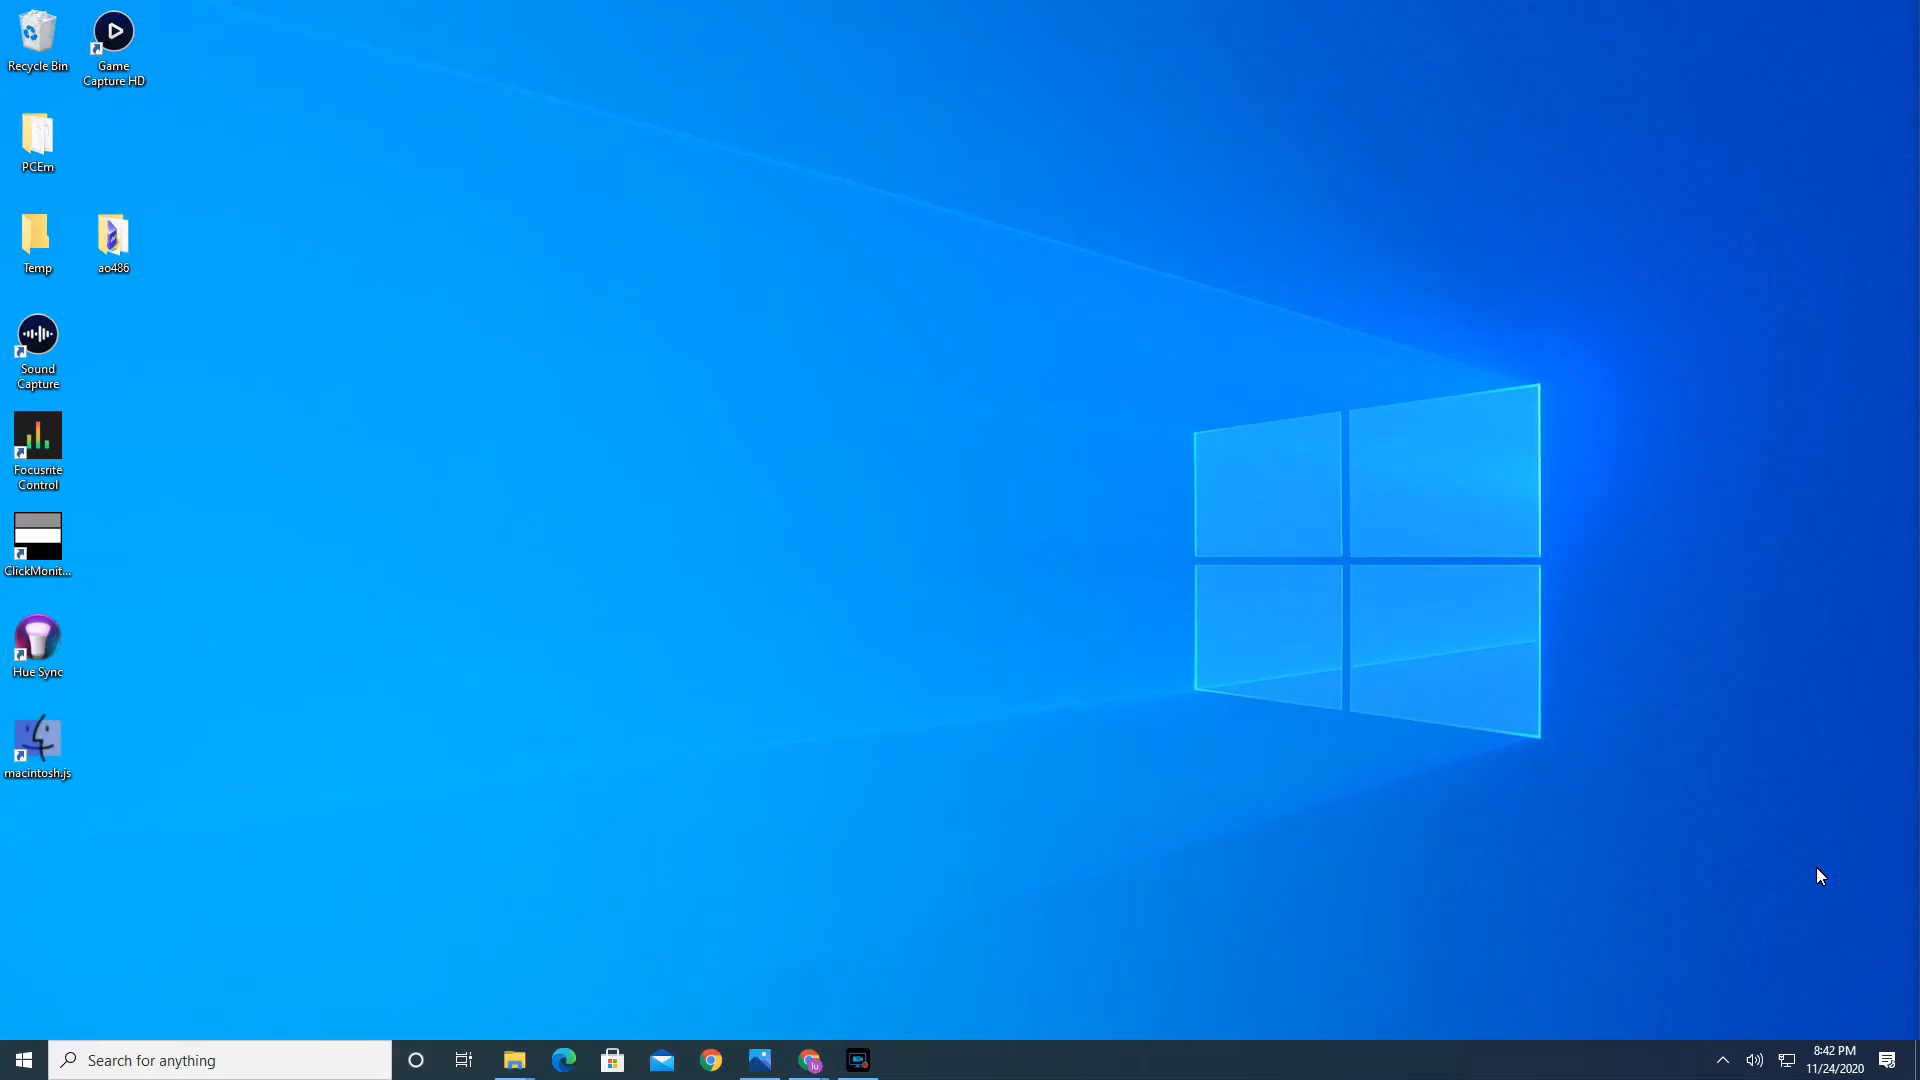 Recycle Bin
Game
Capture HD
PCEm
Temp
ao486
Sound
Capture
Focusrite
Control
ClickMonit...
Hue Sync
macintosh.js
Search for anything
lu
8:42 PM
11/24/2020